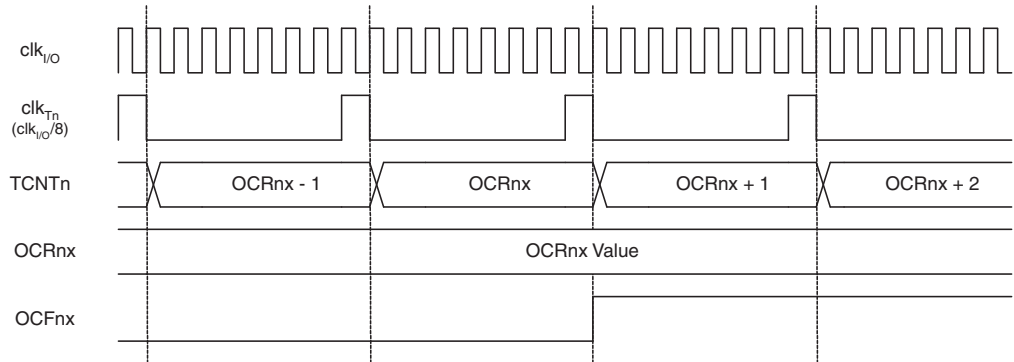 clkI/O
clkTn
(clkI/O/8)
TCNTn OCRnx - 1 OCRnx OCRnx + 1 OCRnx + 2
OCRnx OCRnx Value
OCFnx